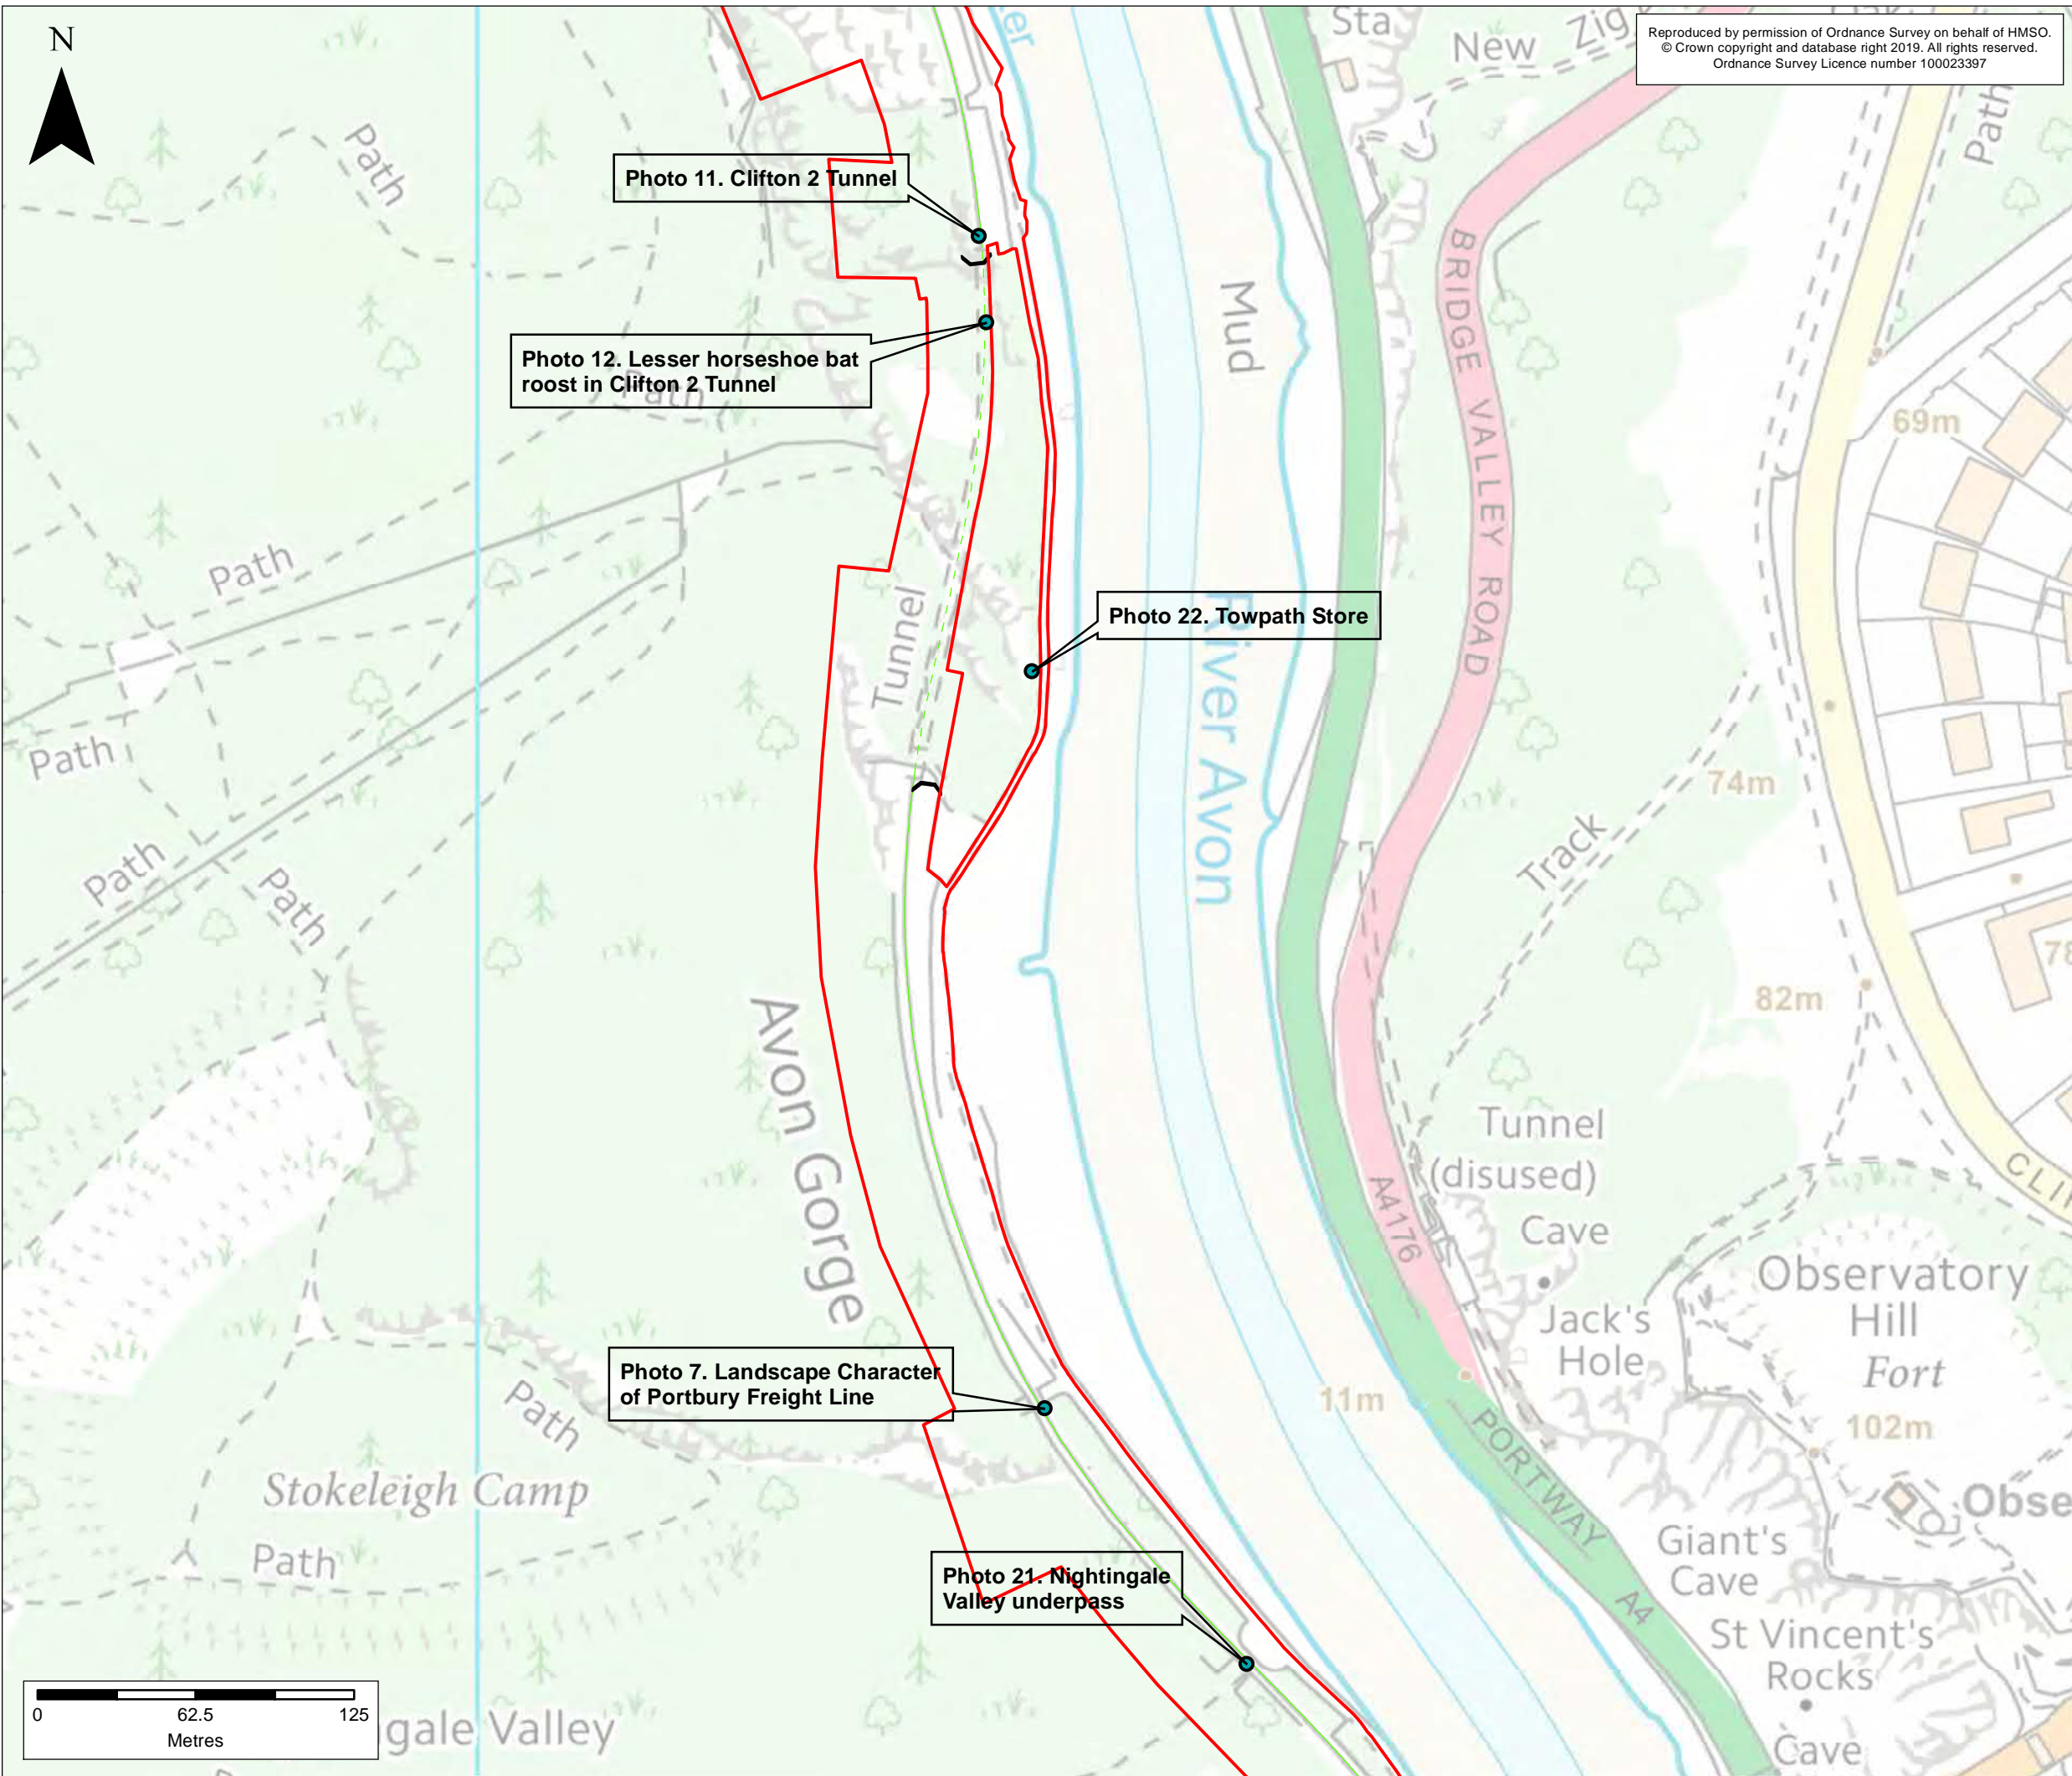 N
Reproduced by permission of Ordnance Survey on behalf of HMSO.
© Crown copyright and database right 2019. All rights reserved.
Ordnance Survey Licence number 100023397
Sta
New Zig
Path
Path
Photo 11. Clifton 2 Tunnel
BRIDGE VALLEY ROAD
Mud
Photo 12. Lesser horseshoe bat
roost in Clifton 2 Tunnel
Path
69m
Path
Tunnel
Photo 22. Towpath Store
River Avon
Path
74m
Track
Path
Path
78
82m
Avon Gorge
Tunnel
(disused)
Cave
A4176
CLI
Observatory
Hill
Fort
Jack's
Hole
Photo 7. Landscape Character
of Portbury Freight Line
11m
102m
Path
PORTWAY
Stokeleigh Camp
Obse
Path
Giant's
Cave
Photo 21. Nightingale
Valley underpass
A4
St Vincent's
Rocks
Cave
0 62.5 125
Metres
gale Valley